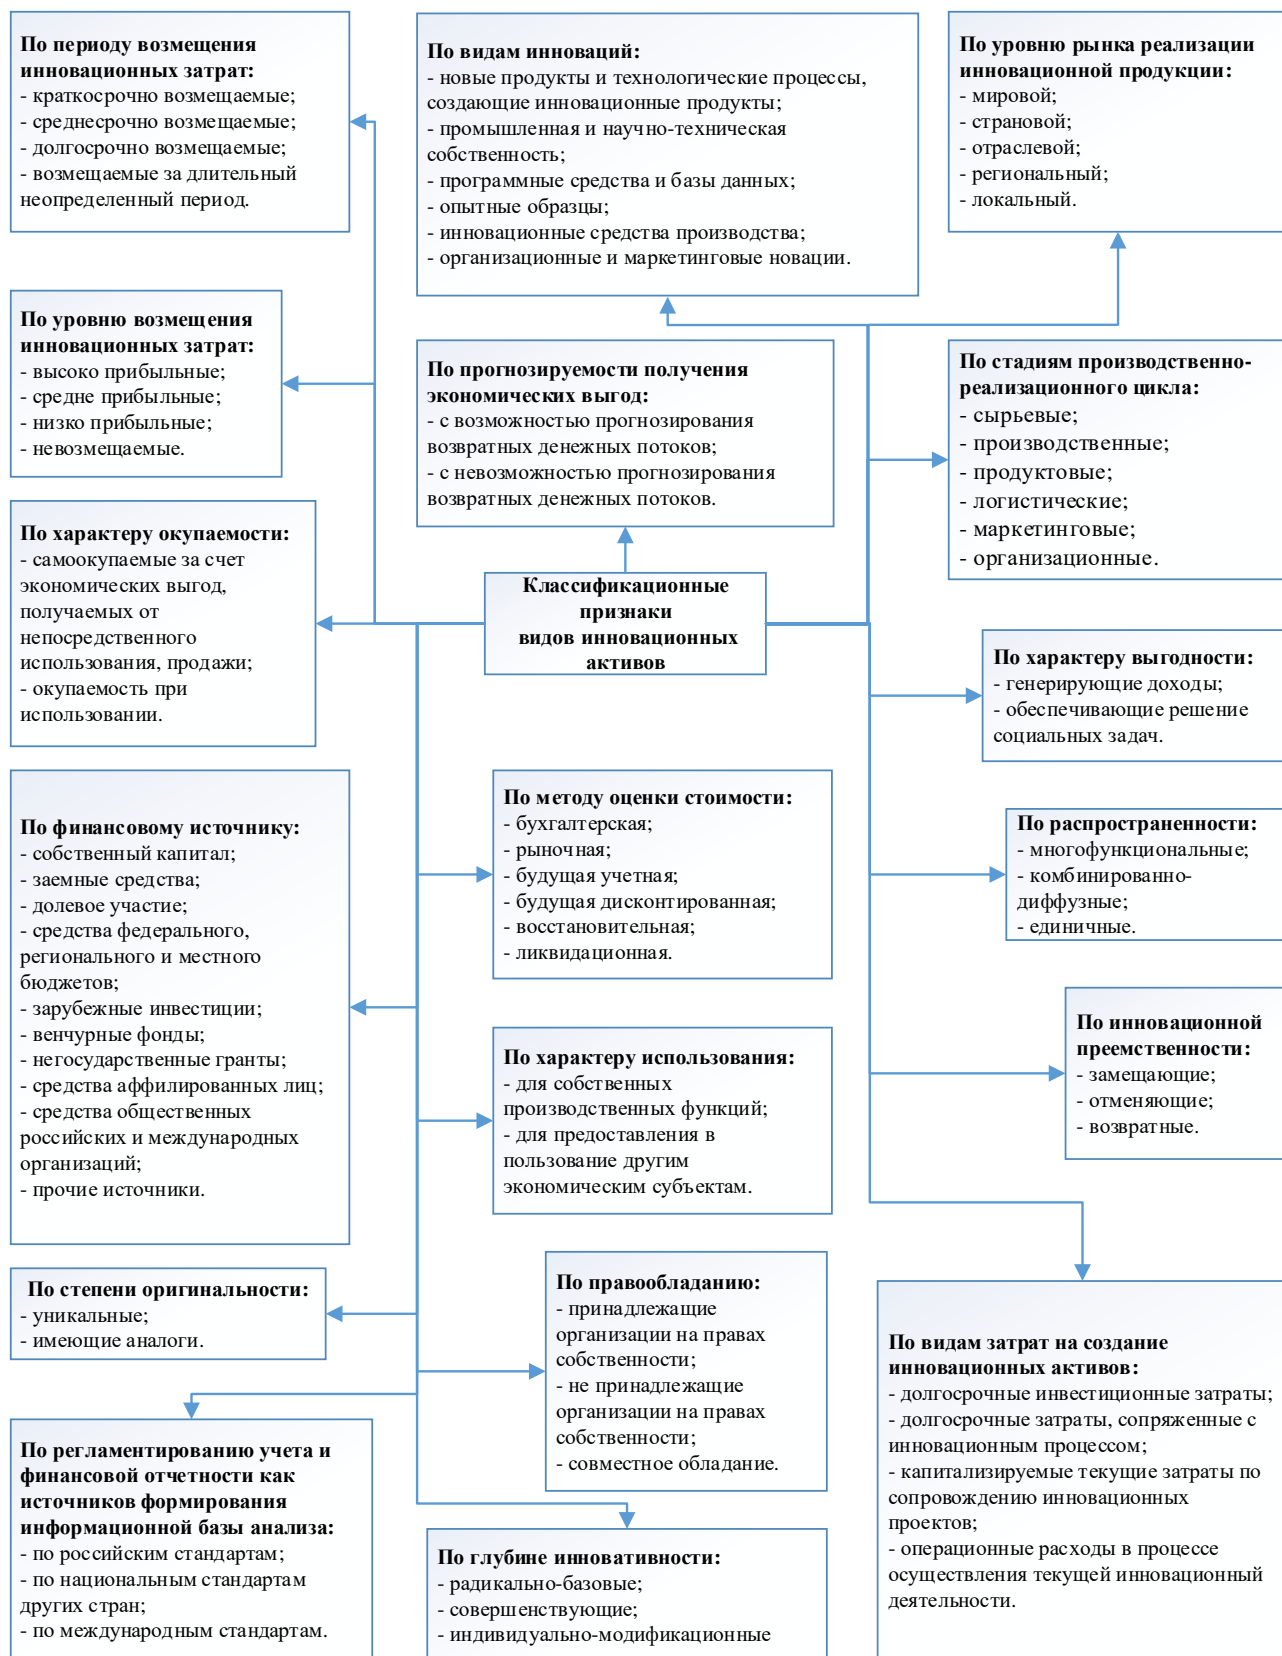 По периоду возмещения
инновационных затрат:
- краткосрочно возмещаемые;
- среднесрочно возмещаемые;
- долгосрочно возмещаемые;
- возмещаемые за длительный
неопределенный период.
По видам инноваций:
- новые продукты и технологические процессы,
создающие инновационные продукты;
- промышленная и научно-техническая
собственность;
- программные средства и базы данных;
- опытные образцы;
- инновационные средства производства;
- организационные и маркетинговые новации.
По уровню рынка реализации
инновационной продукции:
- мировой;
- страновой;
- отраслевой;
- региональный;
- локальный.
По уровню возмещения
инновационных затрат:
- высоко прибыльные;
- средне прибыльные;
- низко прибыльные;
- невозмещаемые.
По прогнозируемости получения
экономических выгод:
- с возможностью прогнозирования
возвратных денежных потоков;
- с невозможностью прогнозирования
возвратных денежных потоков.
По стадиям производственно-
реализационного цикла:
- сырьевые;
- производственные;
- продуктовые;
- логистические;
- маркетинговые;
- организационные.
По характеру окупаемости:
- самоокупаемые за счет
экономических выгод,
получаемых от
непосредственного
использования, продажи;
- окупаемость при
использовании.
Классификационные
признаки
видов инновационных
активов
По характеру выгодности:
- генерирующие доходы;
- обеспечивающие решение
социальных задач.
По финансовому источнику:
- собственный капитал;
- заемные средства;
- долевое участие;
- средства федерального,
регионального и местного
бюджетов;
- зарубежные инвестиции;
- венчурные фонды;
- негосударственные гранты;
- средства аффилированных лиц;
- средства общественных
российских и международных
организаций;
- прочие источники.
По методу оценки стоимости:
- бухгалтерская;
- рыночная;
- будущая учетная;
- будущая дисконтированная;
- восстановительная;
- ликвидационная.
По распространенности:
- многофункциональные;
- комбинированно-
диффузные;
- единичные.
По характеру использования:
- для собственных
производственных функций;
- для предоставления в
пользование другим
экономическим субъектам.
По инновационной
преемственности:
- замещающие;
- отменяющие;
- возвратные.
По степени оригинальности:
- уникальные;
- имеющие аналоги.
По правообладанию:
- принадлежащие
организации на правах
собственности;
- не принадлежащие
организации на правах
собственности;
- совместное обладание.
По видам затрат на создание
инновационных активов:
- долгосрочные инвестиционные затраты;
- долгосрочные затраты, сопряженные с
инновационным процессом;
- капитализируемые текущие затраты по
сопровождению инновационных
проектов;
- операционные расходы в процессе
осуществления текущей инновационный
деятельности.
По регламентированию учета и
финансовой отчетности как
источников формирования
информационной базы анализа:
- по российским стандартам;
- по национальным стандартам
других стран;
- по международным стандартам.
По глубине инновативности:
- радикально-базовые;
- совершенствующие;
- индивидуально-модификационные